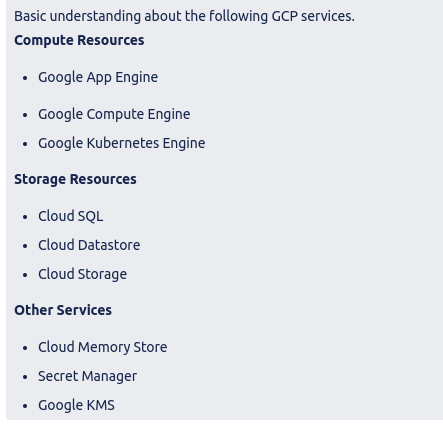 Basic understanding about the following GCP services.
Compute Resources
• Google App Engine
• Google Compute Engine
• Google Kubernetes Engine
Storage Resources
• Cloud SQL
• Cloud Datastore
• Cloud Storage
Other Services
• Cloud Memory Store
• Secret Manager
• Google KMS